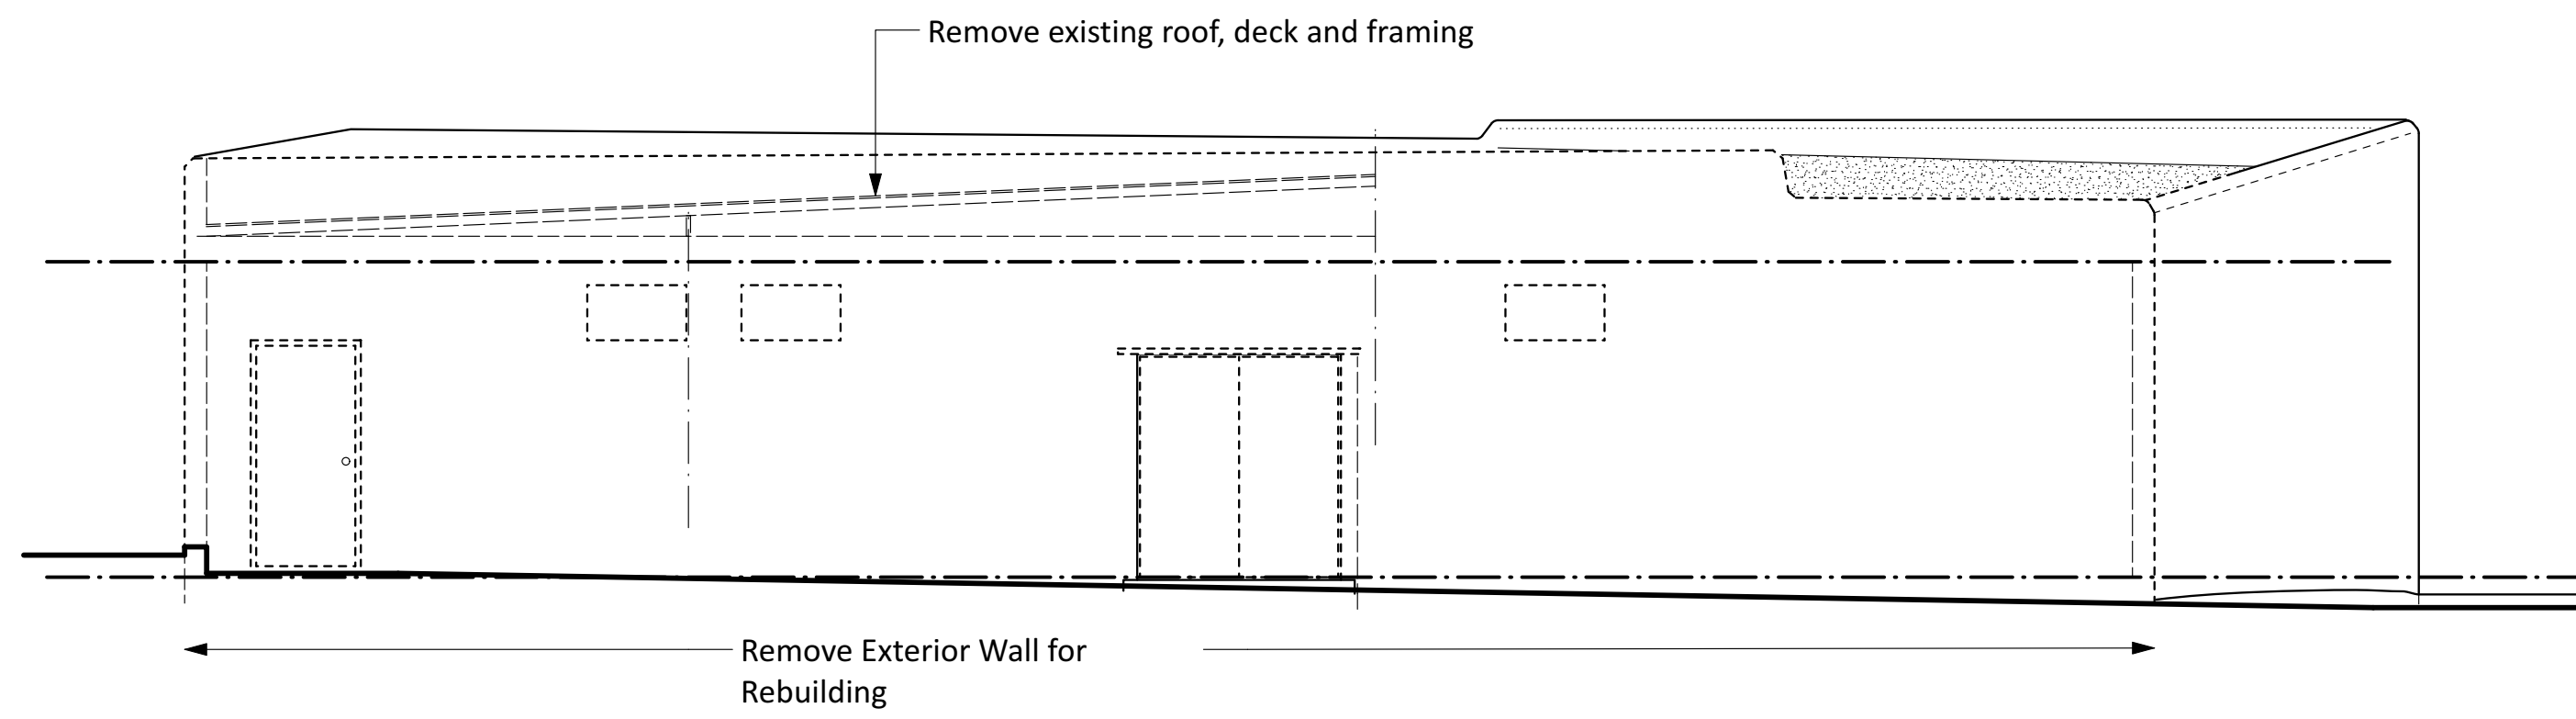 Remove existing roof, deck and framing
Remove Exterior Wall for
Rebuilding